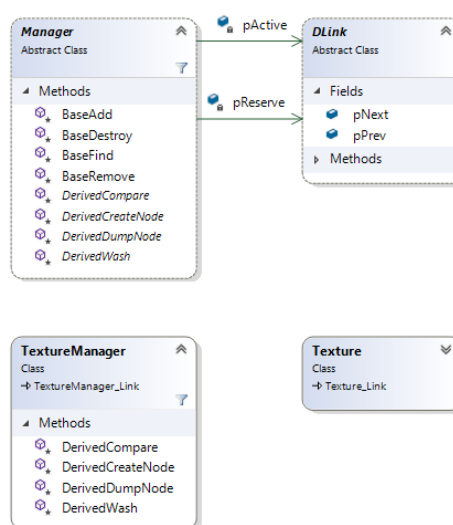 Manager
Abstract Class
Methods
BaseAdd
BaseDestroy
BaseFind
BaseRemove
DerivedCompare
DerivedCreateNode
DerivedDumpNode
DerivedWash
pActive
pReserve
DLink
Abstract Class
Fields
pNext
pPrev
Methods
TextureManager
Class
TextureManager_Link
Methods
DerivedCompare
DerivedCreateNode
DerivedDumpNode
DerivedWash
Texture
Class
Texture_Link